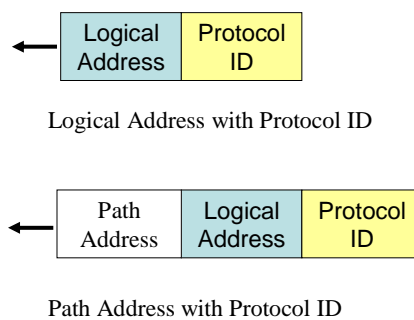 Logical Protocol
Address ID
Logical Address with Protocol ID
Path Logical Protocol
Address Address ID
Path Address with Protocol ID